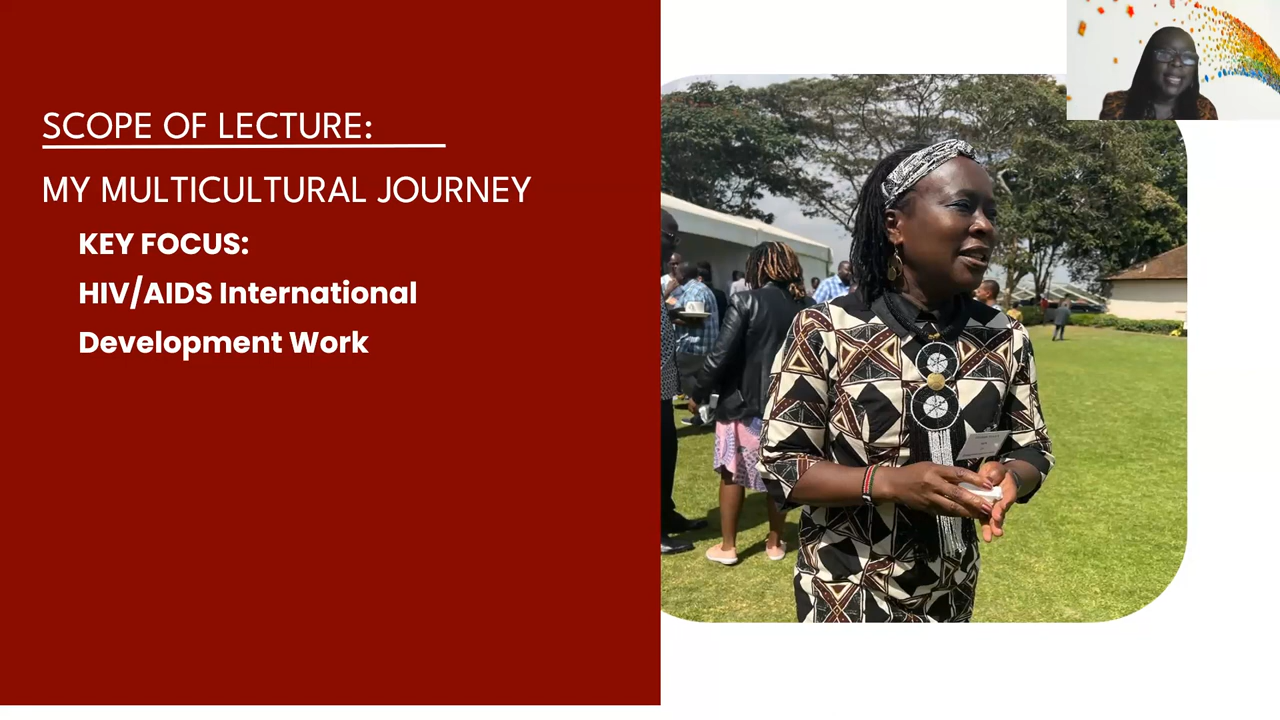 SCOPE OF LECTURE:
MY MULTICULTURAL JOURNEY
KEY FOCUS:
HIV/AIDS International
Development Work